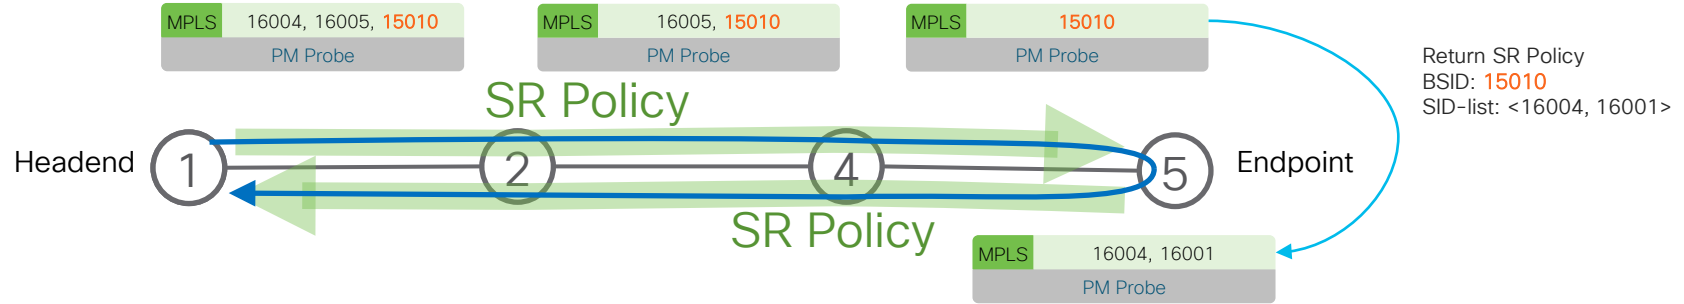 MPLS 16004, 16005, 15010
PM Probe
MPLS 16005, 15010
PM Probe
MPLS 15010
PM Probe
Return SR Policy
BSID: 15010
SID-list: <16004, 16001>
SR Policy
Headend
1
2
4
5
Endpoint
SR Policy
MPLS 16004, 16001
PM Probe